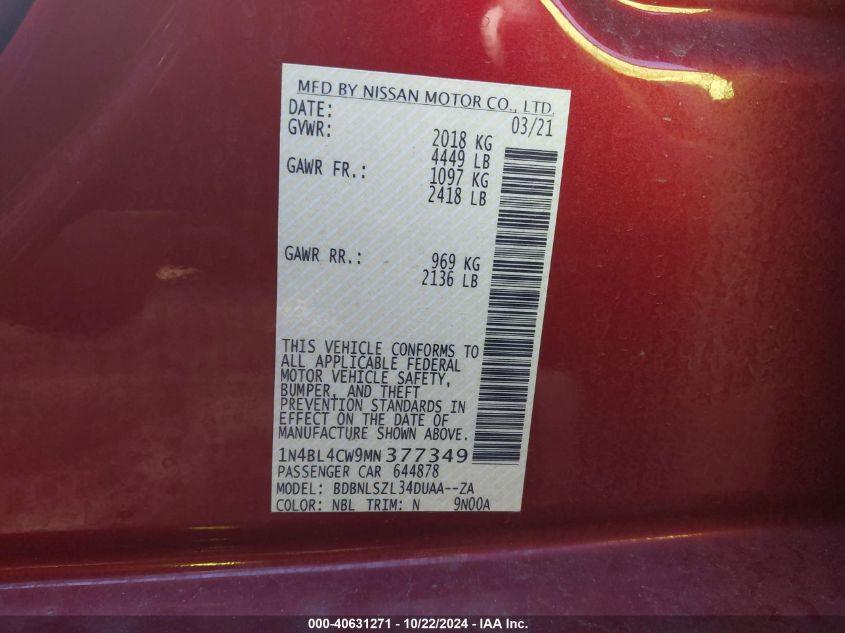 MFD BY NISSAN MOTOR CO., LTD.
DATE: 03/21
GVWR: 2018 KG
4449 LB
GAWR FR.: 1097 KG
2418 LB
GAWR RR.: 969 KG
2136 LB
THIS VEHICLE CONFORMS TO
ALL APPLICABLE FEDERAL
MOTOR VEHICLE SAFETY,
BUMPER, AND THEFT
PREVENTION STANDARDS IN
EFFECT ON THE DATE OF
MANUFACTURE SHOWN ABOVE.
1N4BL4CW9MN377349
PASSENGER CAR 644878
MODEL: BDBNLSZL34DUAA--ZA
COLOR: NBL TRIM: N 9N00A
000-40631271 - 10/22/2024 - IAA Inc.